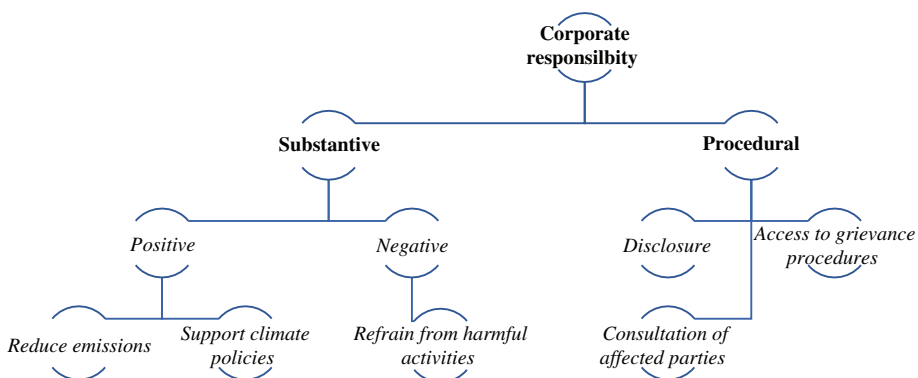 Corporate
responsilbity
Substantive
Procedural
Positive
Negative
Disclosure
Access to grievance
procedures
Reduce emissions
Support climate
policies
Refrain from harmful
activities
Consultation of
affected parties